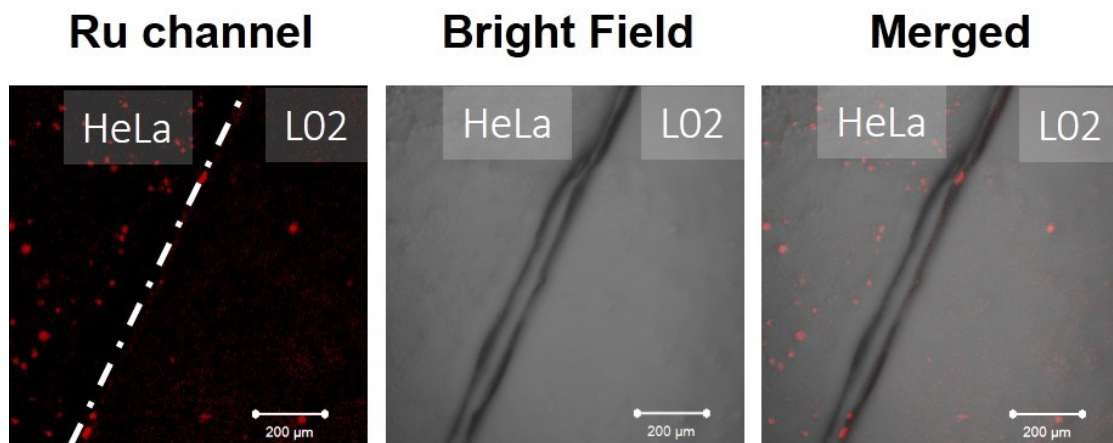 Ru channel
Bright Field
Merged
HeLa
L02
HeLa
L02
HeLa
L02
200 µm
200 µm
200 µm